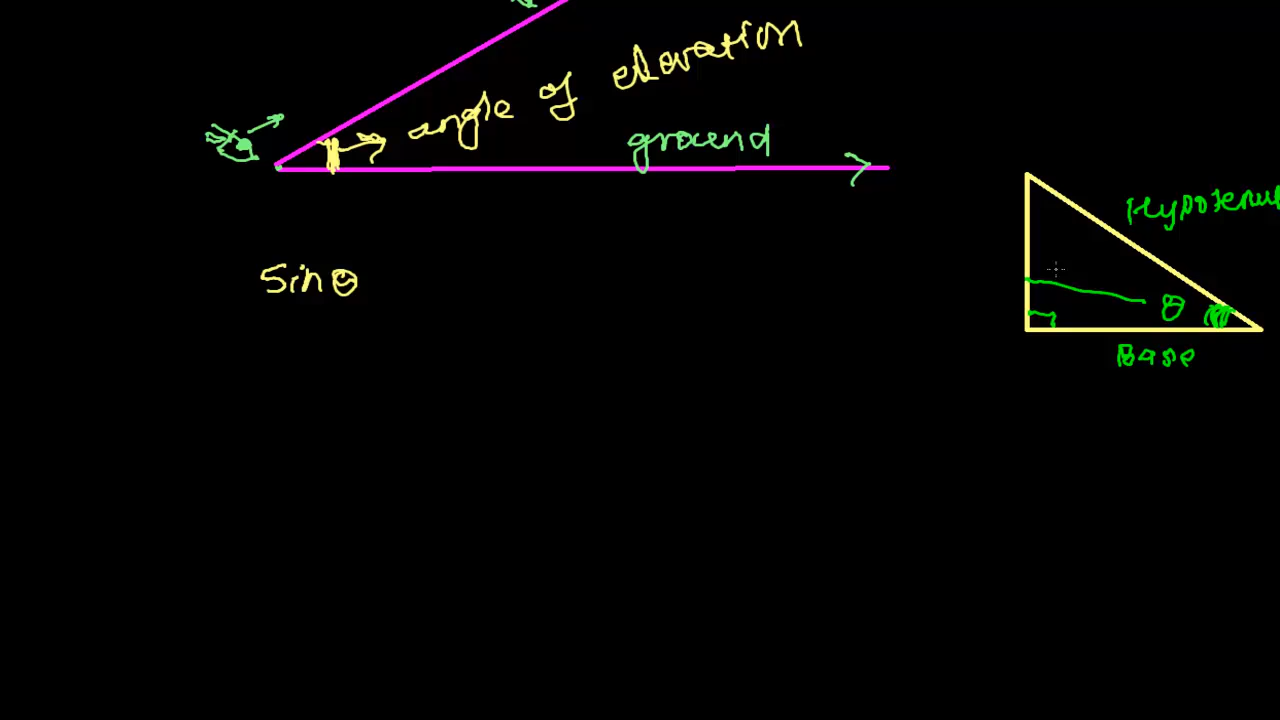 angle of elevation
ground
Hypotenu
Sin θ
θ
Base